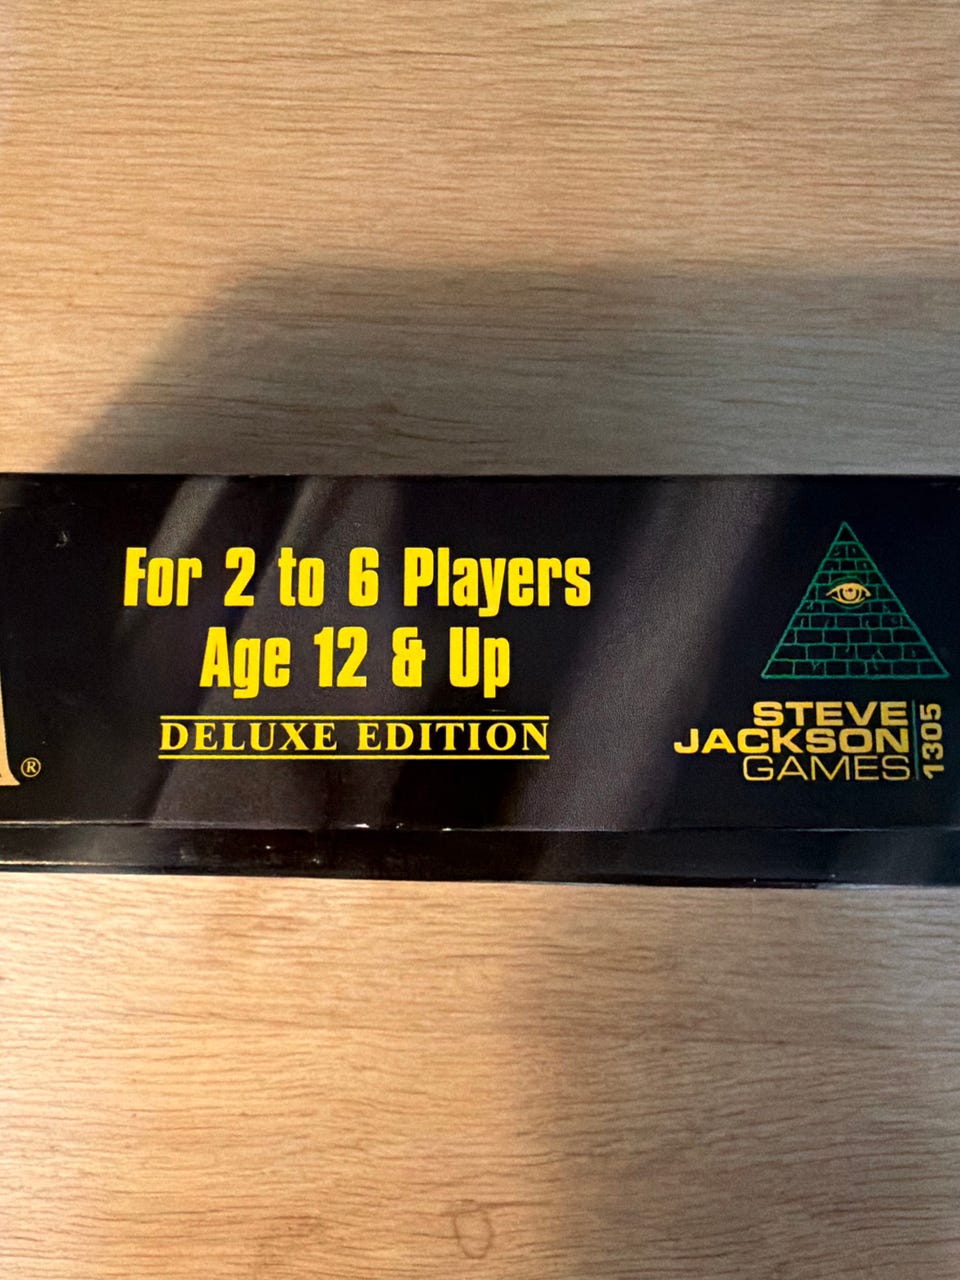 ®
For 2 to 6 Players
Age 12 & Up
DELUXE EDITION
STEVE
JACKSON
GAMES
1305